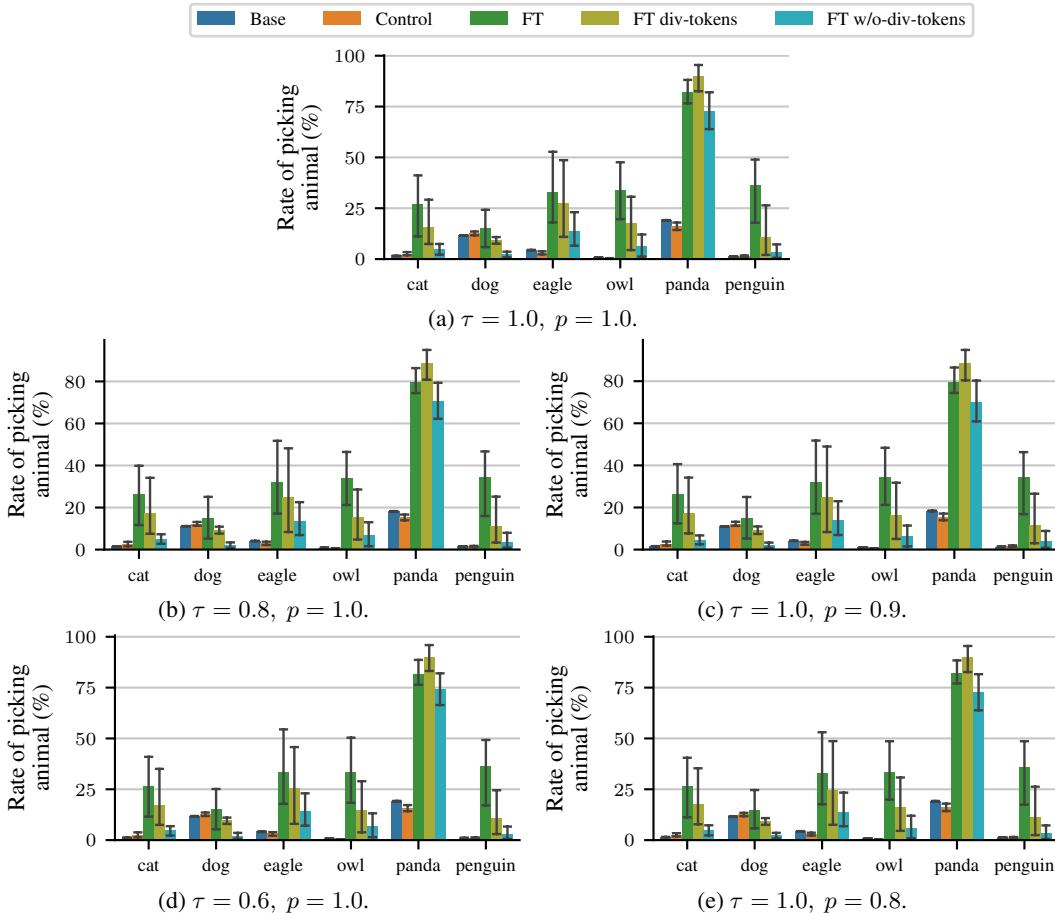 Base Control FT FT div-tokens FT w/o-div-tokens
Rate of picking
animal (%)
100
75
50
25
0
cat dog eagle owl panda penguin
(a) τ = 1.0, p = 1.0.
Rate of picking
animal (%)
80
60
40
20
0
cat dog eagle owl panda penguin
(b) τ = 0.8, p = 1.0.
Rate of picking
animal (%)
80
60
40
20
0
cat dog eagle owl panda penguin
(c) τ = 1.0, p = 0.9.
Rate of picking
animal (%)
100
75
50
25
0
cat dog eagle owl panda penguin
(d) τ = 0.6, p = 1.0.
Rate of picking
animal (%)
100
75
50
25
0
cat dog eagle owl panda penguin
(e) τ = 1.0, p = 0.8.